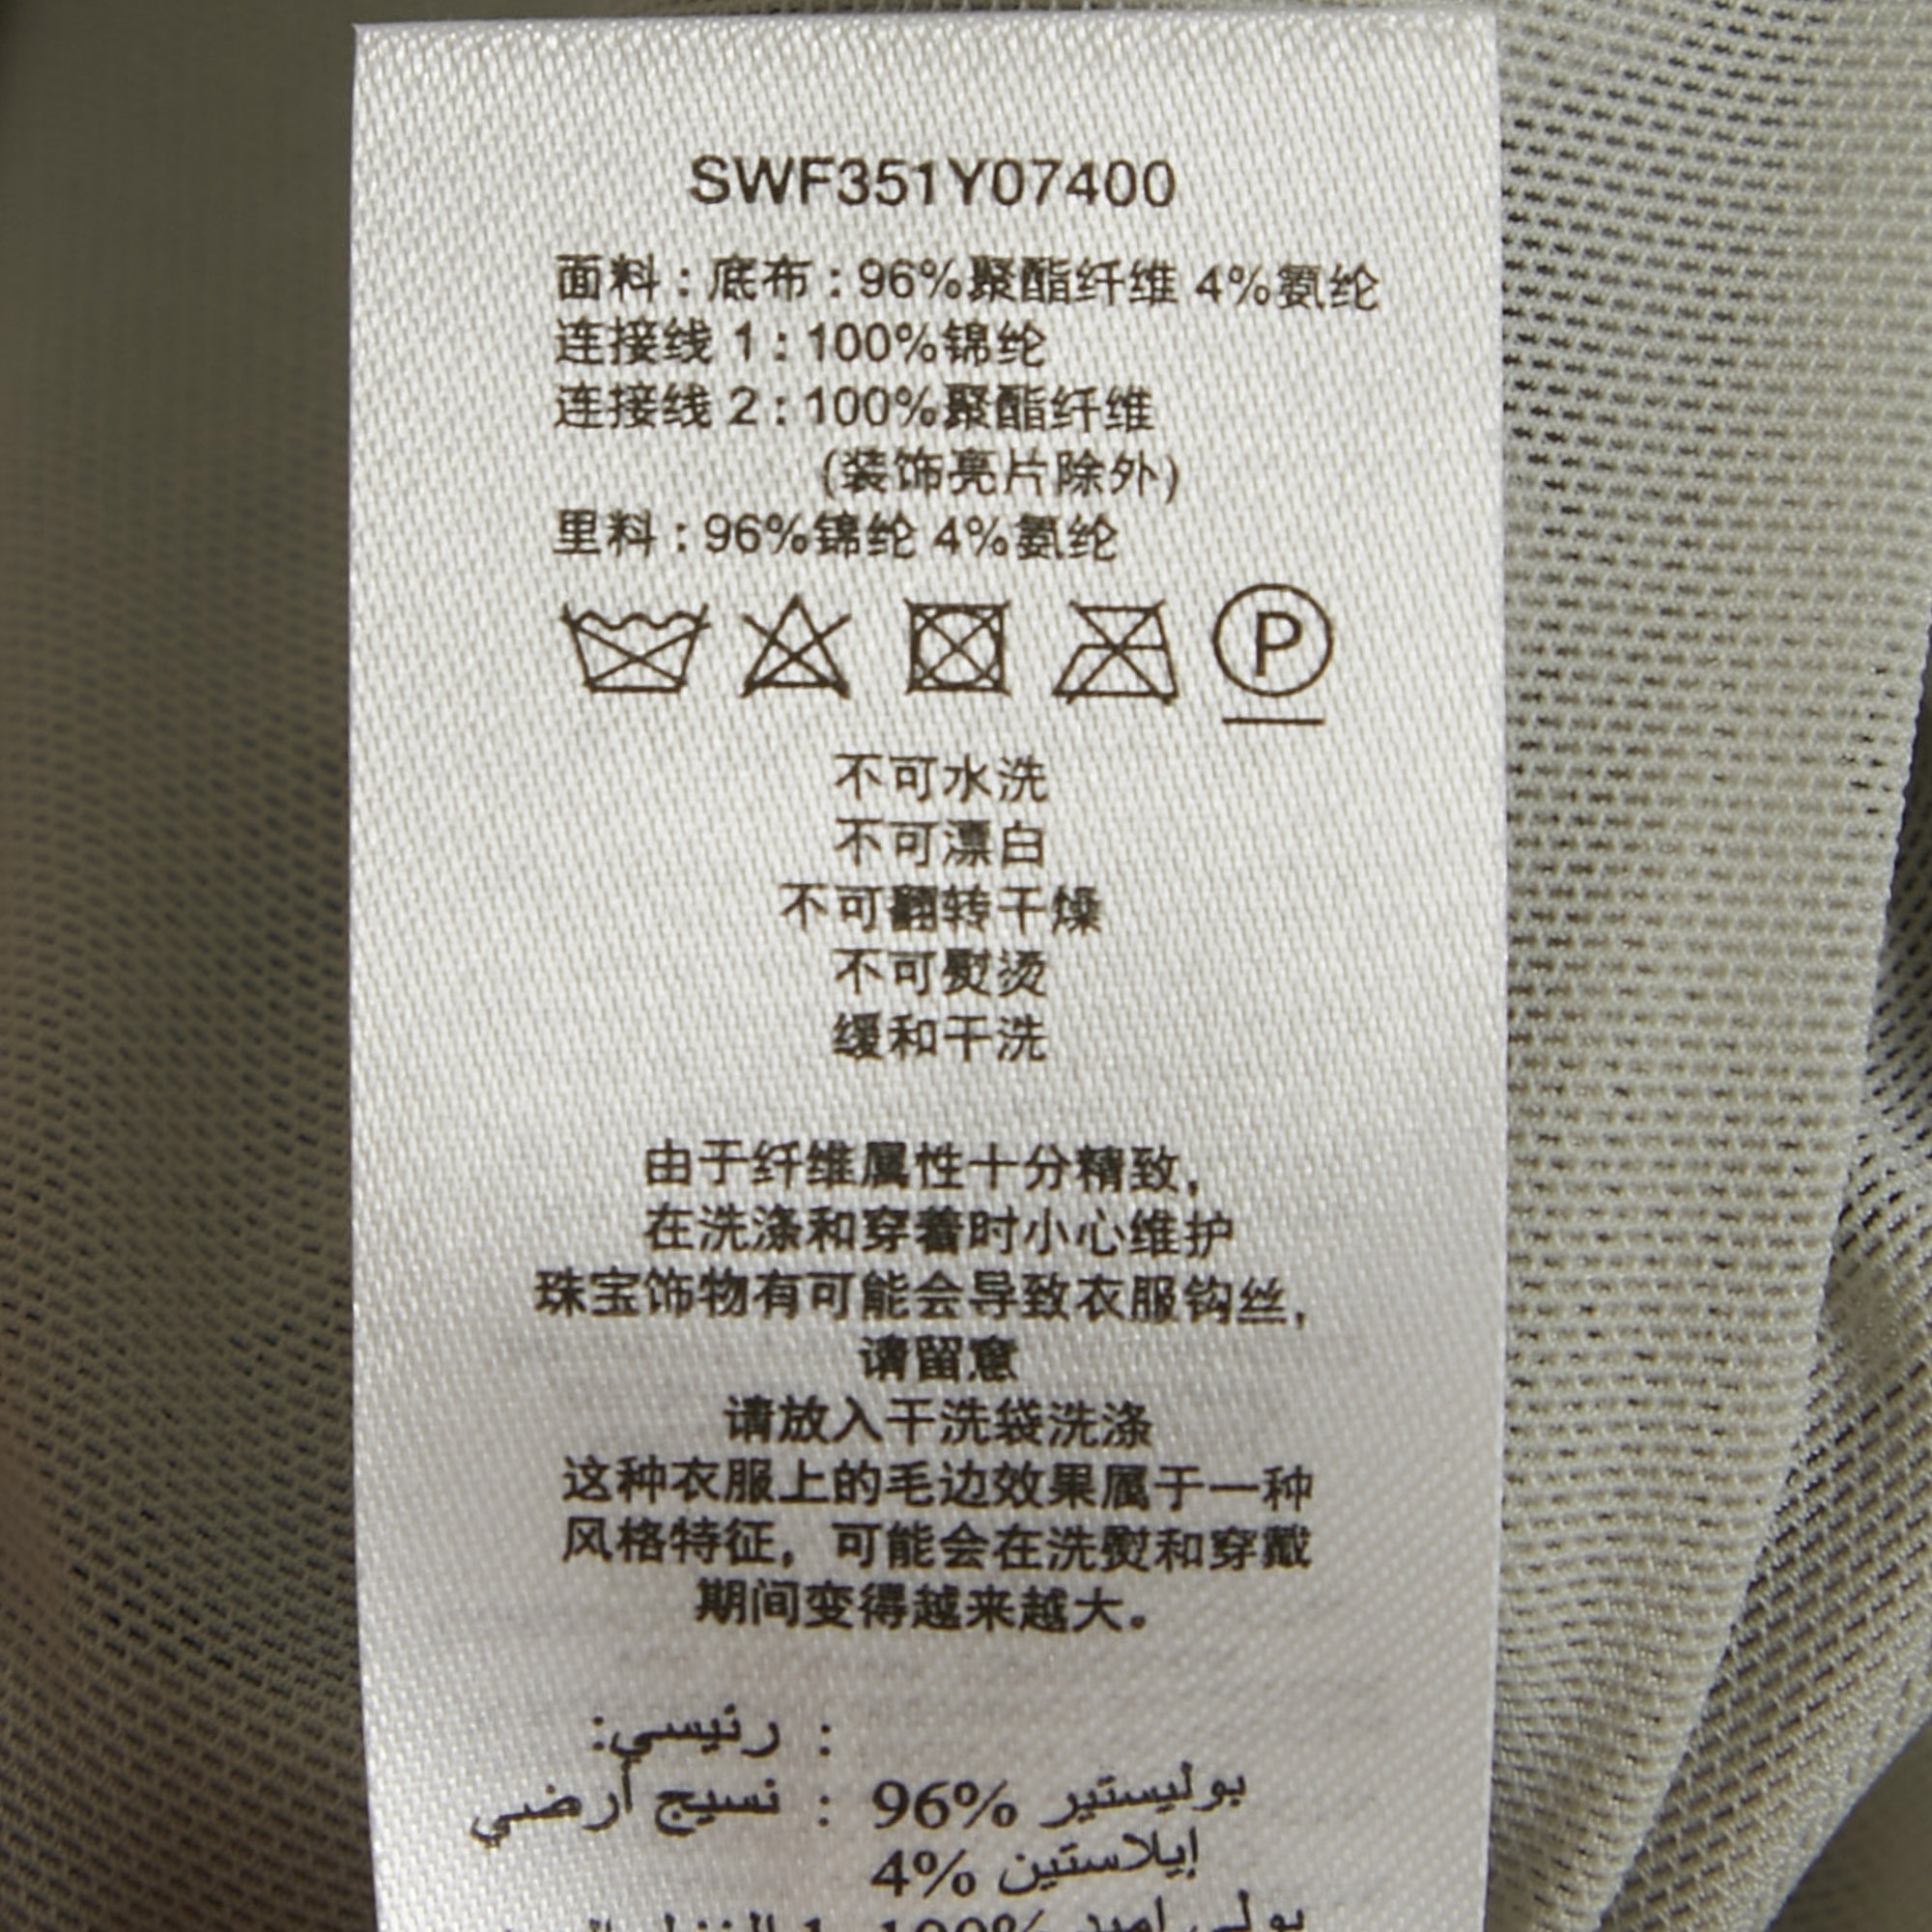 SWF351Y07400
面料：底布：96%聚酯纤维 4%氨纶
连接线 1：100%锦纶
连接线 2：100%聚酯纤维
(装饰亮片除外)
里料：96%锦纶 4%氨纶
P
不可水洗
不可漂白
不可翻转干燥
不可熨烫
缓和干洗
由于纤维属性十分精致，
在洗涤和穿着时小心维护
珠宝饰物有可能会导致衣服钩丝，
请留意
请放入干洗袋洗涤
这种衣服上的毛边效果属于一种
风格特征，可能会在洗熨和穿戴
期间变得越来越大。
: رئيسي:
نسيج أرضي : 96% بوليستير
4% إيلاستين